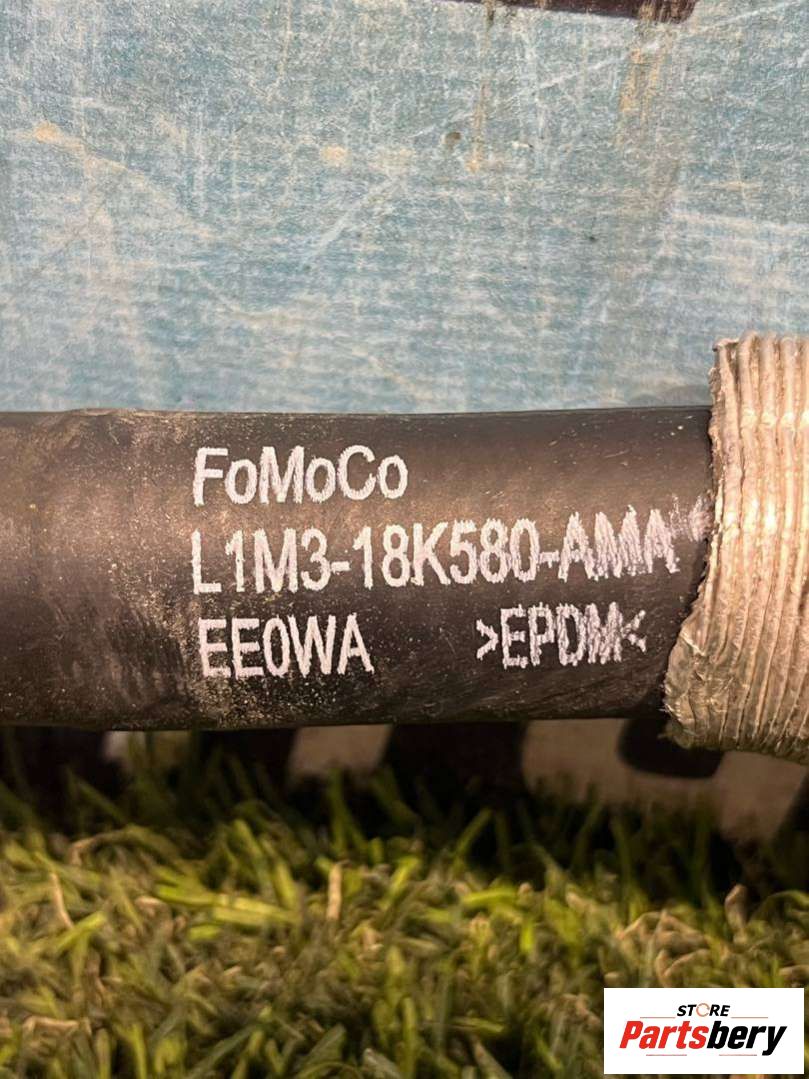 FoMoCo
L1M3-18K580-AMA
EE0WA >EPDM<
STORE
Partsbery